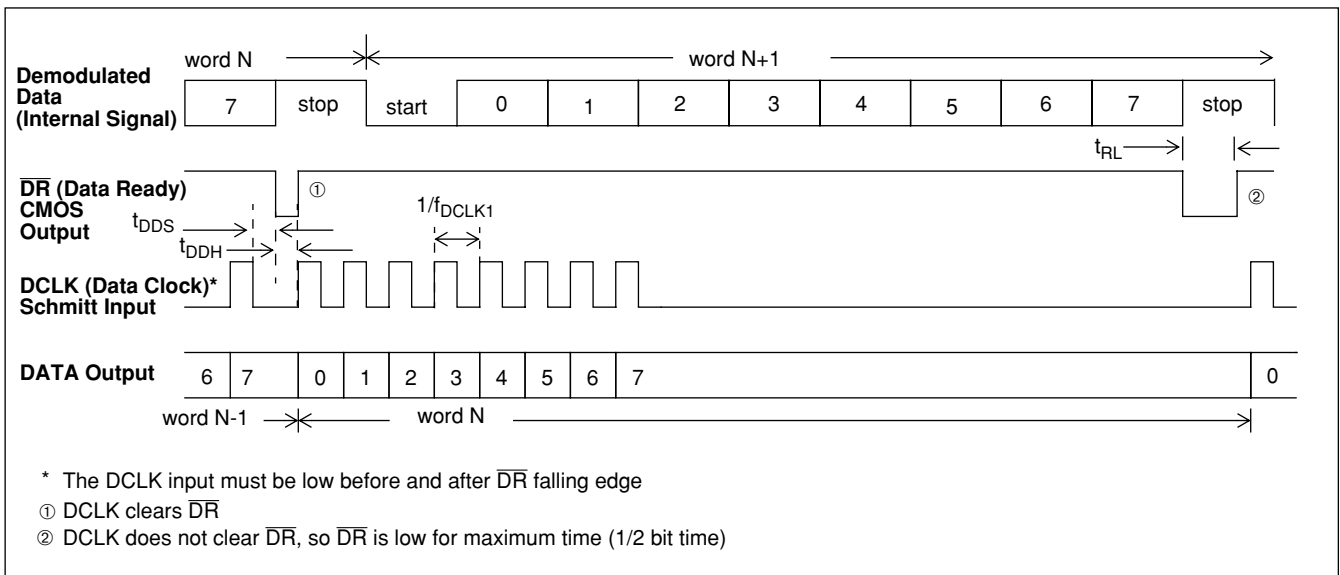 word N word N+1
Demodulated
Data
(Internal Signal)
7 stop start 0 1 2 3 4 5 6 7 stop
tRL
DR (Data Ready)
CMOS
Output
① ②
1/fDCLK1
tDDS
tDDH
DCLK (Data Clock)*
Schmitt Input
DATA Output 6 7 0 1 2 3 4 5 6 7 0
word N-1 word N
* The DCLK input must be low before and after DR falling edge
① DCLK clears DR
② DCLK does not clear DR, so DR is low for maximum time (1/2 bit time)